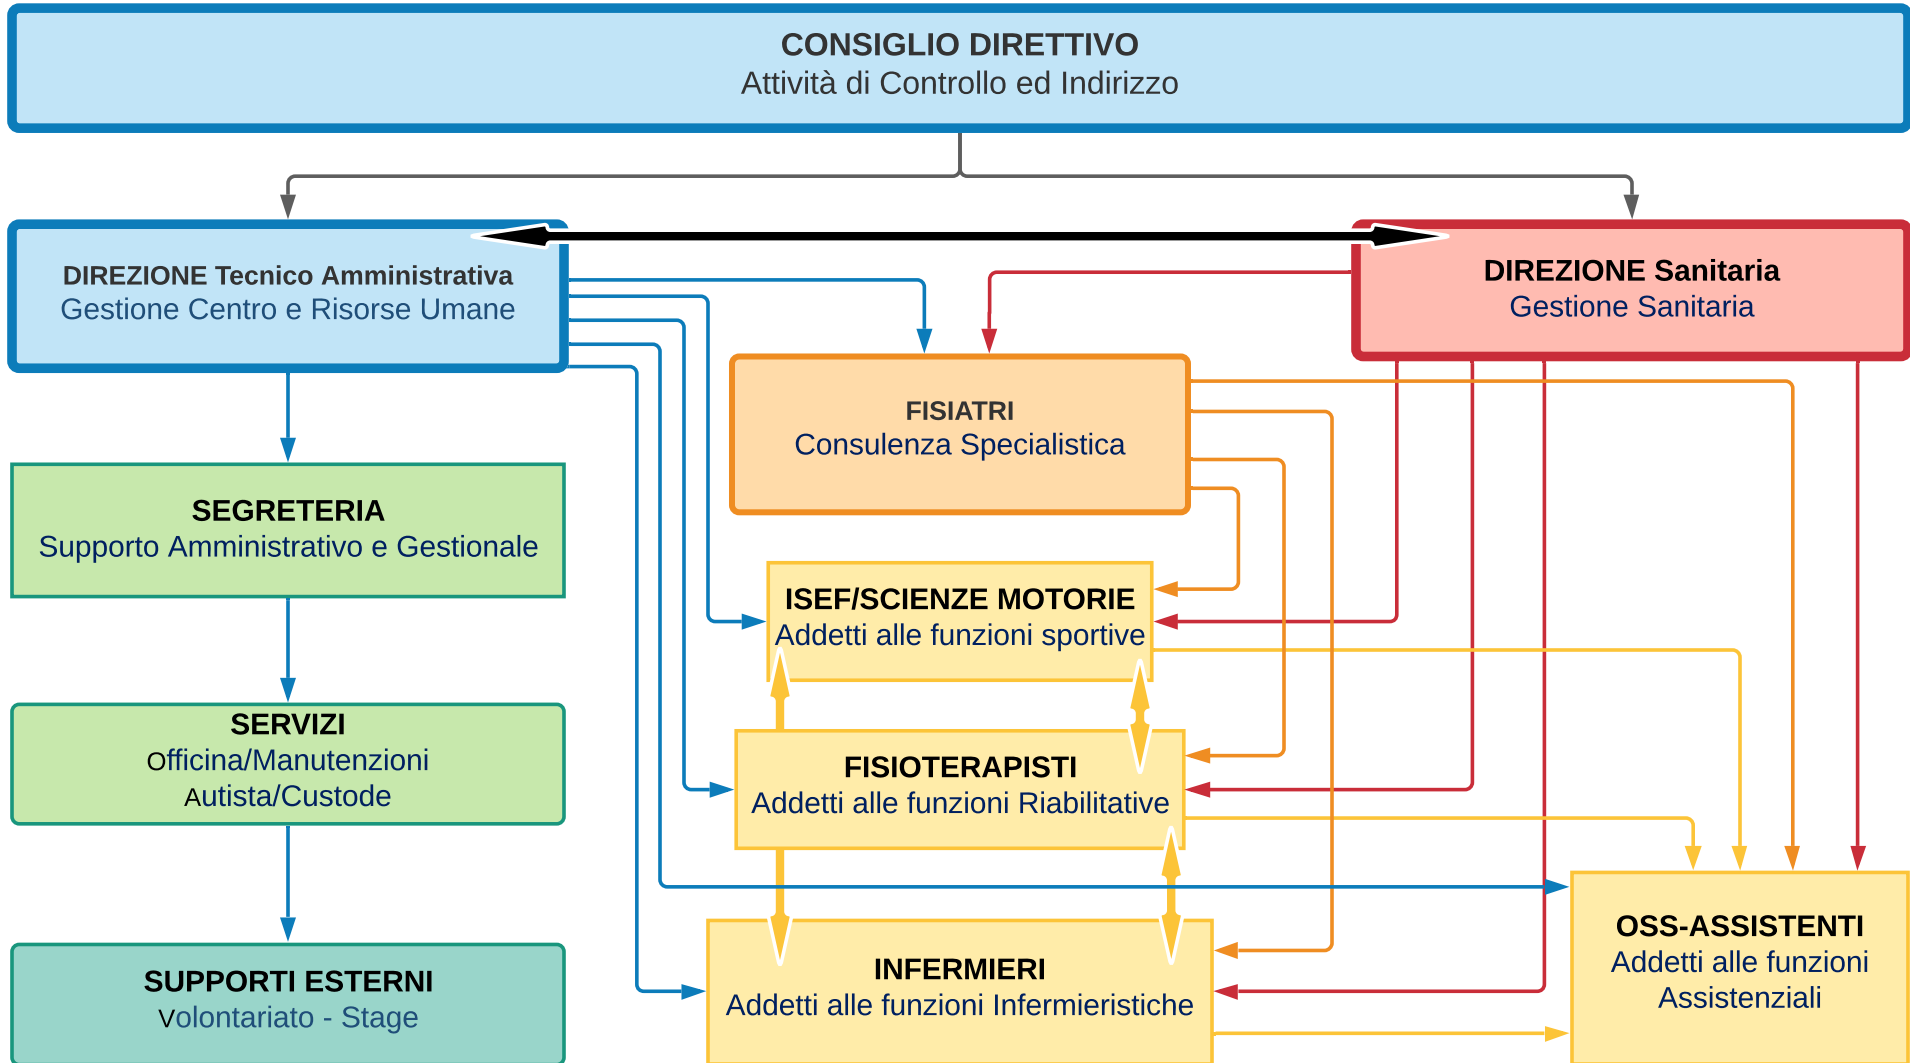 CONSIGLIO DIRETTIVO
Attività di Controllo ed Indirizzo
DIREZIONE Tecnico Amministrativa
Gestione Centro e Risorse Umane
DIREZIONE Sanitaria
Gestione Sanitaria
FISIATRI
Consulenza Specialistica
SEGRETERIA
Supporto Amministrativo e Gestionale
ISEF/SCIENZE MOTORIE
Addetti alle funzioni sportive
SERVIZI
Officina/Manutenzioni
Autista/Custode
FISIOTERAPISTI
Addetti alle funzioni Riabilitative
SUPPORTI ESTERNI
Volontariato - Stage
INFERMIERI
Addetti alle funzioni Infermieristiche
OSS-ASSISTENTI
Addetti alle funzioni
Assistenziali